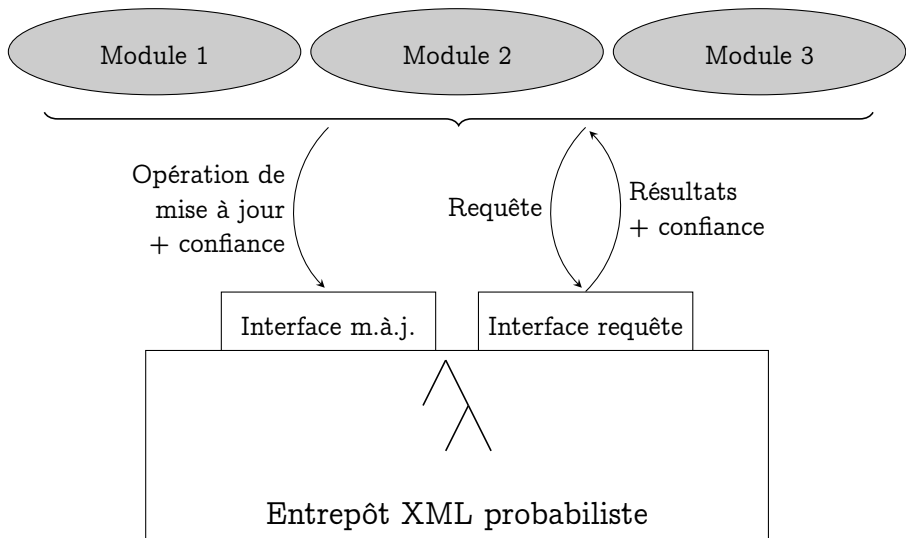 Module 1
Module 2
Module 3
Opération de
mise à jour
+ confiance
Requête
Résultats
+ confiance
Interface m.à.j.
Interface requête
Entrepôt XML probabiliste